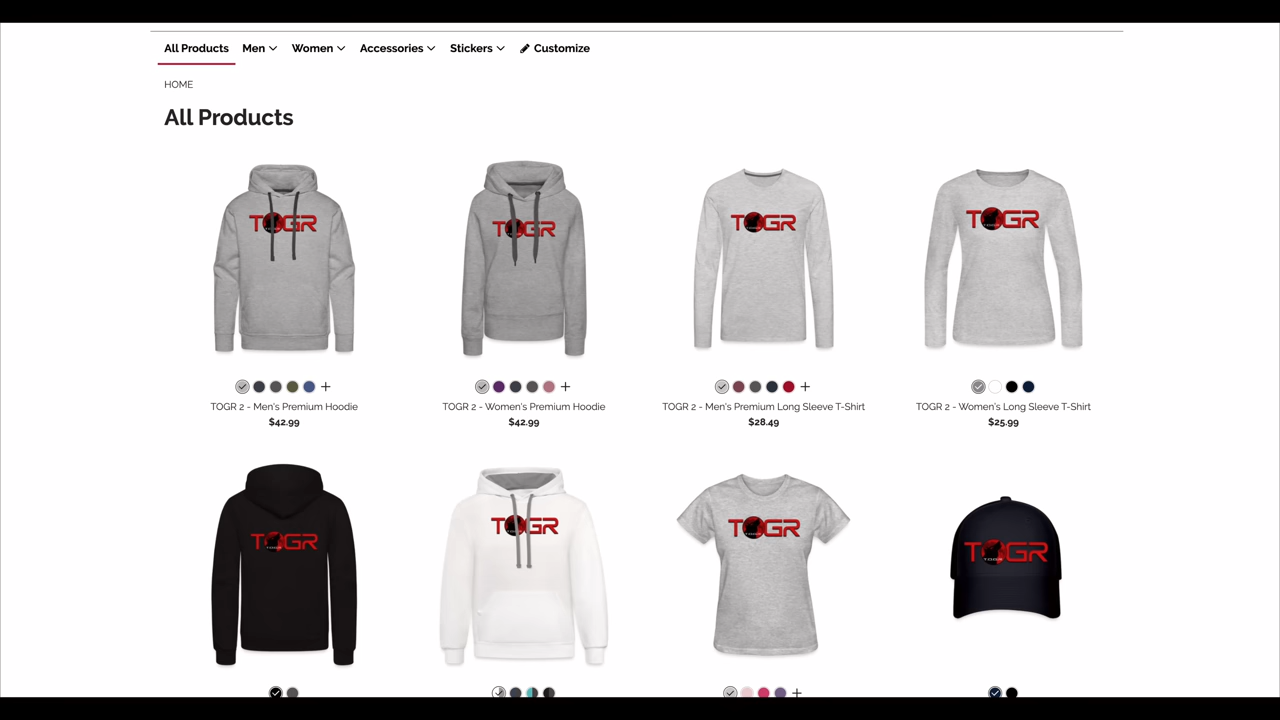 All Products Men Women Accessories Stickers Customize
HOME
All Products
TOGR
TOGR
TOGR
TOGR
TOGR 2 - Men's Premium Hoodie
$42.99
TOGR 2 - Women's Premium Hoodie
$42.99
TOGR 2 - Men's Premium Long Sleeve T-Shirt
$28.49
TOGR 2 - Women's Long Sleeve T-Shirt
$25.99
TOGR
TOGR
TOGR
TOGR